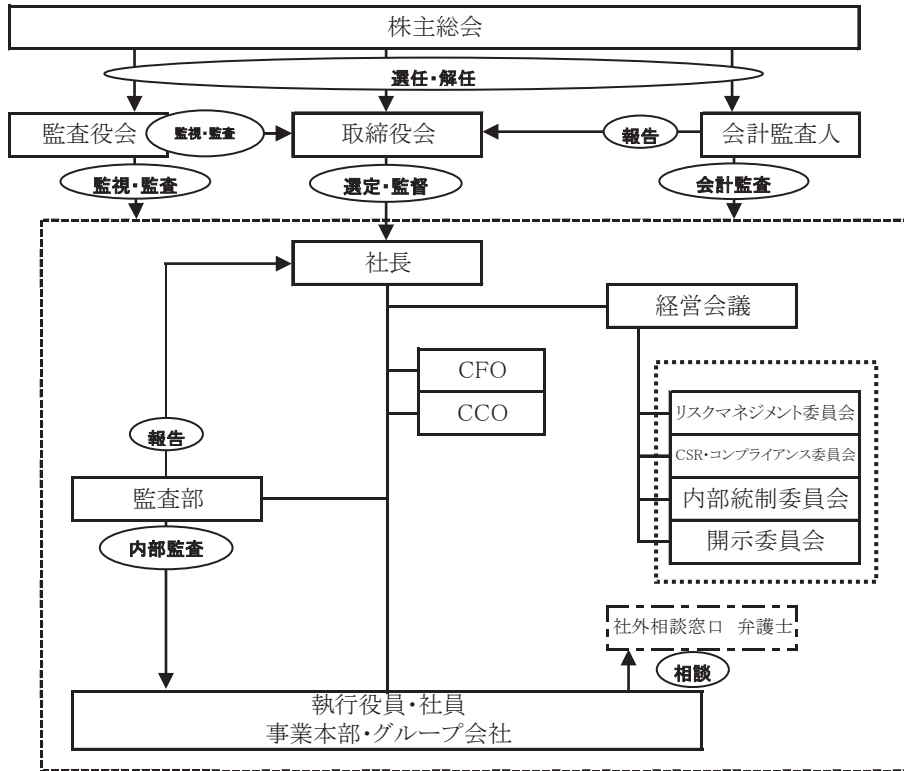 株主総会
選任・解任
監査役会
監視・監査
取締役会
報告
会計監査人
監視・監査
選定・監督
会計監査
社長
経営会議
CFO
CCO
リスクマネジメント委員会
CSR・コンプライアンス委員会
内部統制委員会
開示委員会
報告
監査部
内部監査
社外相談窓口 弁護士
相談
執行役員・社員
事業本部・グループ会社